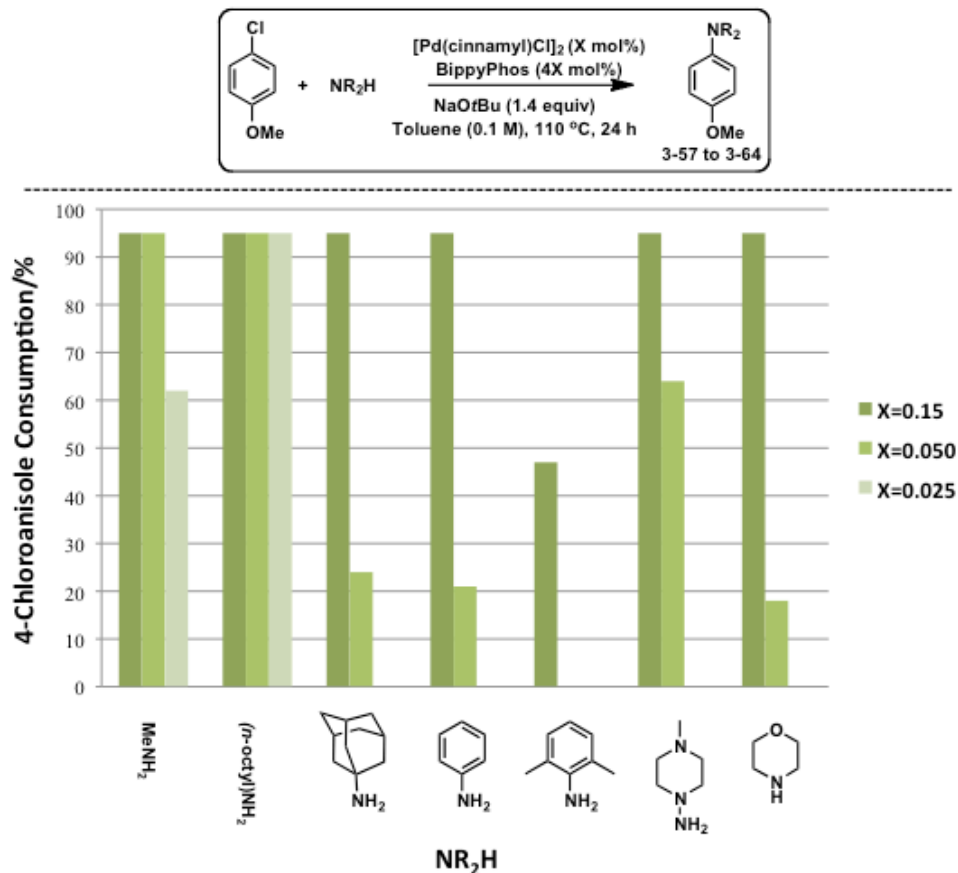 Cl
OMe
+
NR₂H
[Pd(cinnamyl)Cl]₂ (X mol%)
BippyPhos (4X mol%)
NaOtBu (1.4 equiv)
Toluene (0.1 M), 110 ºC, 24 h
NR₂
OMe
3-57 to 3-64
4-Chloroanisole Consumption/%
100
90
80
70
60
50
40
30
20
10
0
X=0.15
X=0.050
X=0.025
MeNH₂
(n-octyl)NH₂
NH₂
NH₂
NH₂
N
N
NH₂
O
N
H
NR₂H